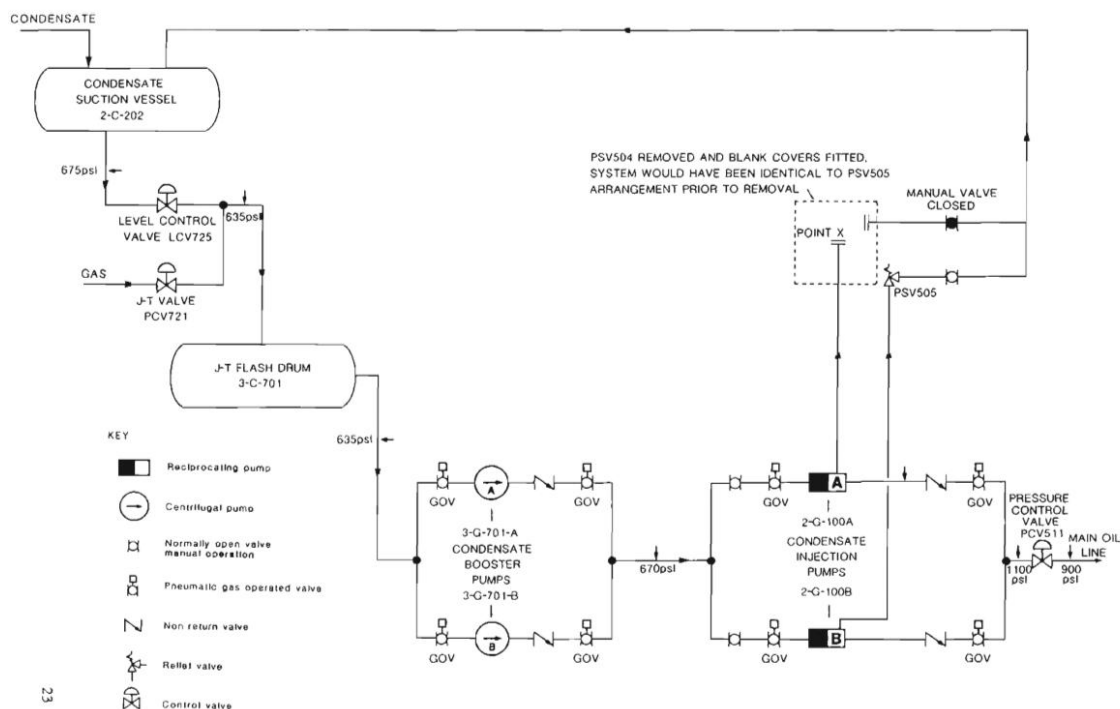 CONDENSATE
CONDENSATE
SUCTION VESSEL
2-C-202
675psi
LEVEL CONTROL
VALVE LCV725
635psi
GAS
J-T VALVE
PCV721
J-T FLASH DRUM
3-C-701
635psi
PSV504 REMOVED AND BLANK COVERS FITTED.
SYSTEM WOULD HAVE BEEN IDENTICAL TO PSV505
ARRANGEMENT PRIOR TO REMOVAL
MANUAL VALVE
CLOSED
POINT X
PSV505
GOV
A
GOV
3-G-701-A
CONDENSATE
BOOSTER
PUMPS
3-G-701-B
GOV
B
GOV
670psi
GOV
A
GOV
2-G-100A
CONDENSATE
INJECTION
PUMPS
2-G-100B
GOV
B
GOV
PRESSURE
CONTROL
VALVE
PCV511
MAIN OIL
LINE
1100
psi
900
psi
KEY
Reciprocating pump
Centrifugal pump
Normally open valve
manual operation
Pneumatic gas operated valve
Non return valve
Relief valve
Control valve
23